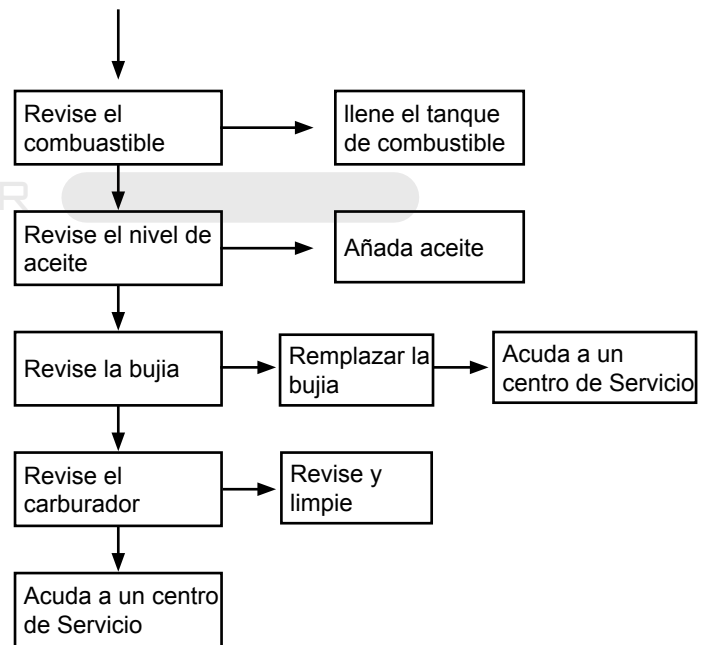 Revise el
combuastible
llene el tanque
de combustible
R
Revise el nivel de
aceite
Añada aceite
Revise la bujia
Remplazar la
bujia
Acuda a un
centro de Servicio
Revise el
carburador
Revise y
limpie
Acuda a un centro
de Servicio